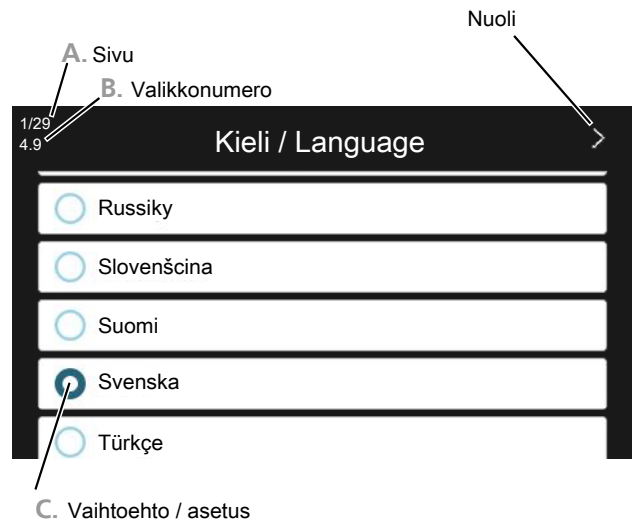 Nuoli
A. Sivu
B. Valikkonumero
1/29
4.9
Kieli / Language
Russiky
Slovenšcina
Suomi
Svenska
Türkçe
C. Vaihtoehto / asetus